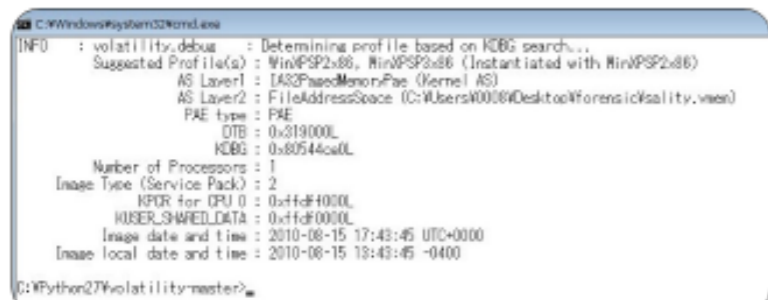 C:₩Windows₩system32₩cmd.exe
INFO : volatility.debug : Determining profile based on KDBG search...
Suggested Profile(s) : WinXPSP2x86, WinXPSP3x86 (Instantiated with WinXPSP2x86)
AS Layer1 : IA32PagedMemoryPae (Kernel AS)
AS Layer2 : FileAddressSpace (C:₩Users₩0008₩Desktop₩forensic₩sality.vmem)
PAE type : PAE
DTB : 0x319000L
KDBG : 0x80544ce0L
Number of Processors : 1
Image Type (Service Pack) : 2
KPCR for CPU 0 : 0xffdff000L
KUSER_SHARED_DATA : 0xffdf0000L
Image date and time : 2010-08-15 17:43:45 UTC+0000
Image local date and time : 2010-08-15 13:43:45 -0400
C:₩Python27₩volatility-master>_